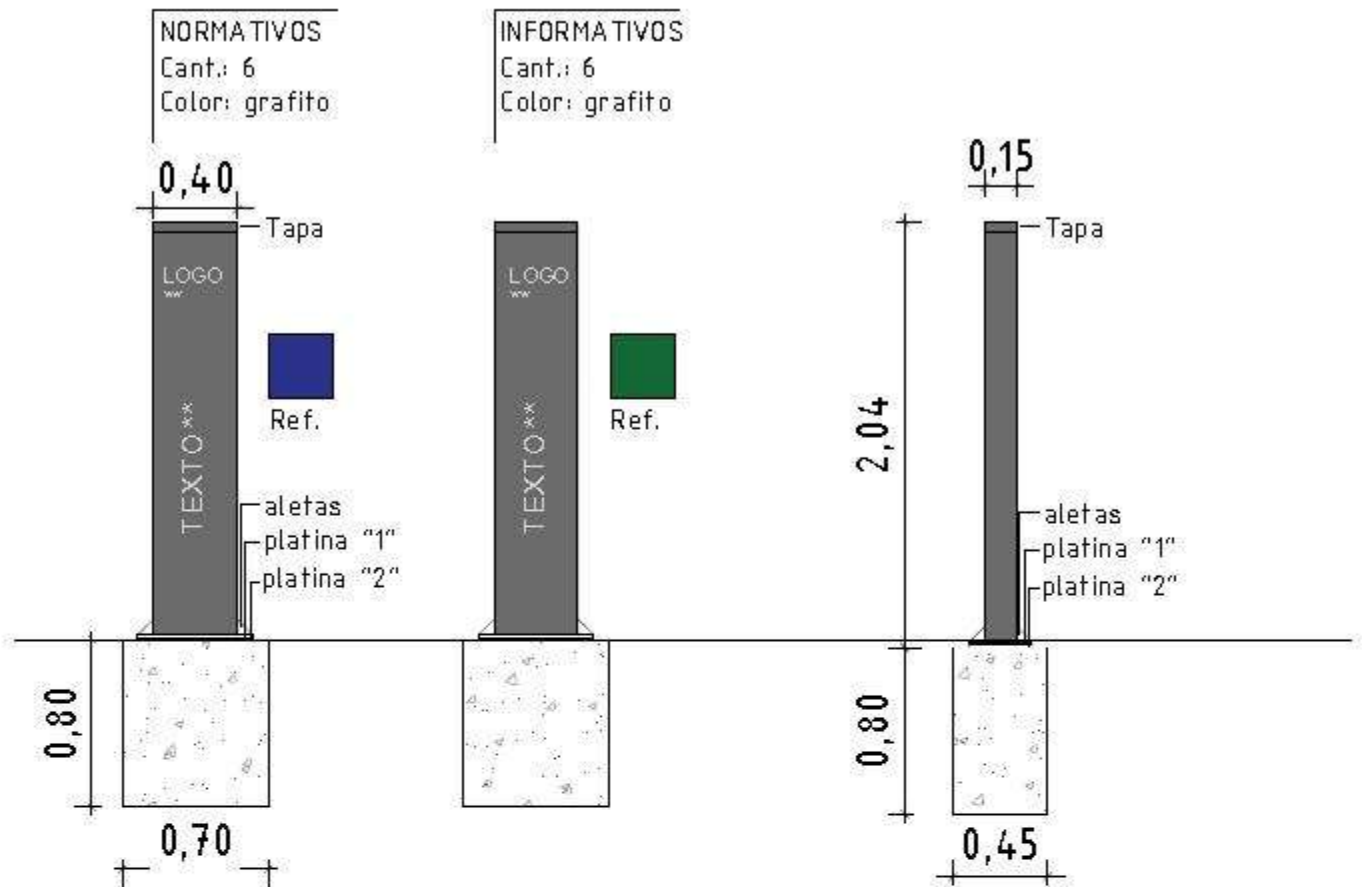 NORMATIVOS
Cant.: 6
Color: grafito
INFORMATIVOS
Cant.: 6
Color: grafito
0,40
0,15
Tapa
Tapa
LOGO
ww
LOGO
ww
Ref.
Ref.
TEXTO**
TEXTO**
2,04
aletas
platina "1"
platina "2"
aletas
platina "1"
platina "2"
0,80
0,80
0,70
0,45